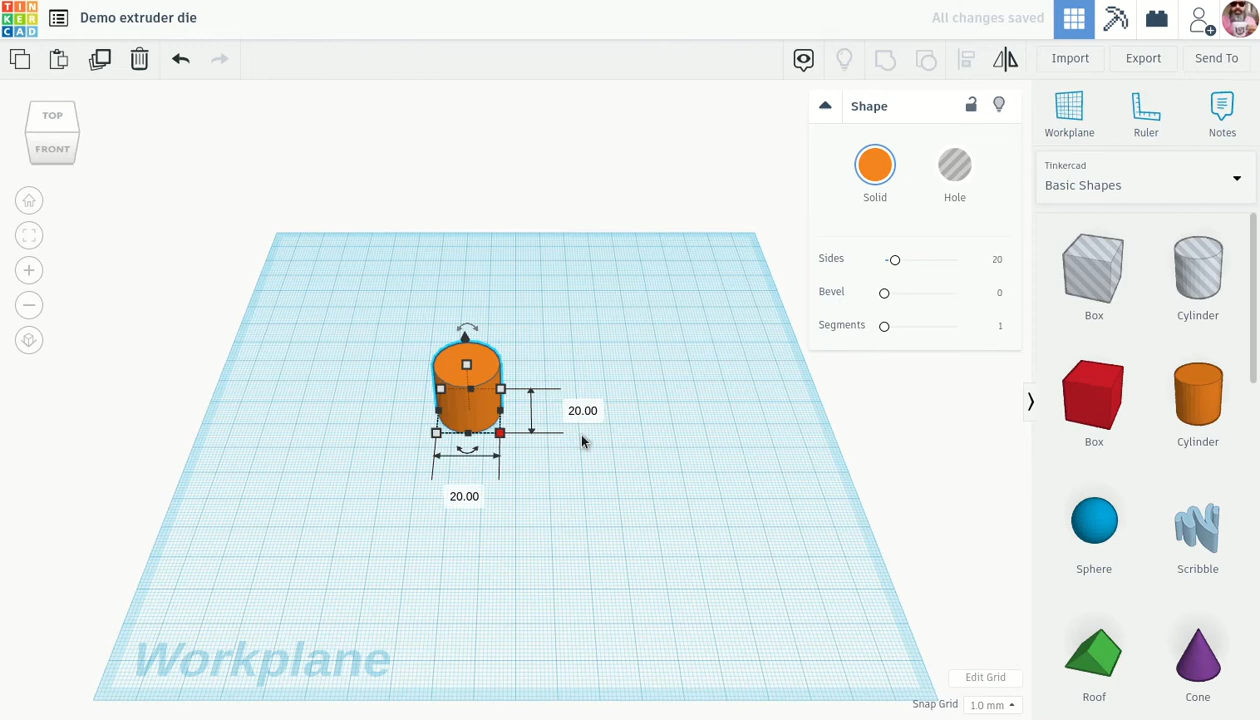 TIN
KER
CAD
Demo extruder die
All changes saved
Import
Export
Send To
TOP
FRONT
Shape
Solid
Hole
Sides
20
Bevel
0
Segments
1
Workplane
Ruler
Notes
Tinkercad
Basic Shapes
Box
Cylinder
Box
Cylinder
Sphere
Scribble
Roof
Cone
20.00
20.00
Workplane
Edit Grid
Snap Grid
1.0 mm